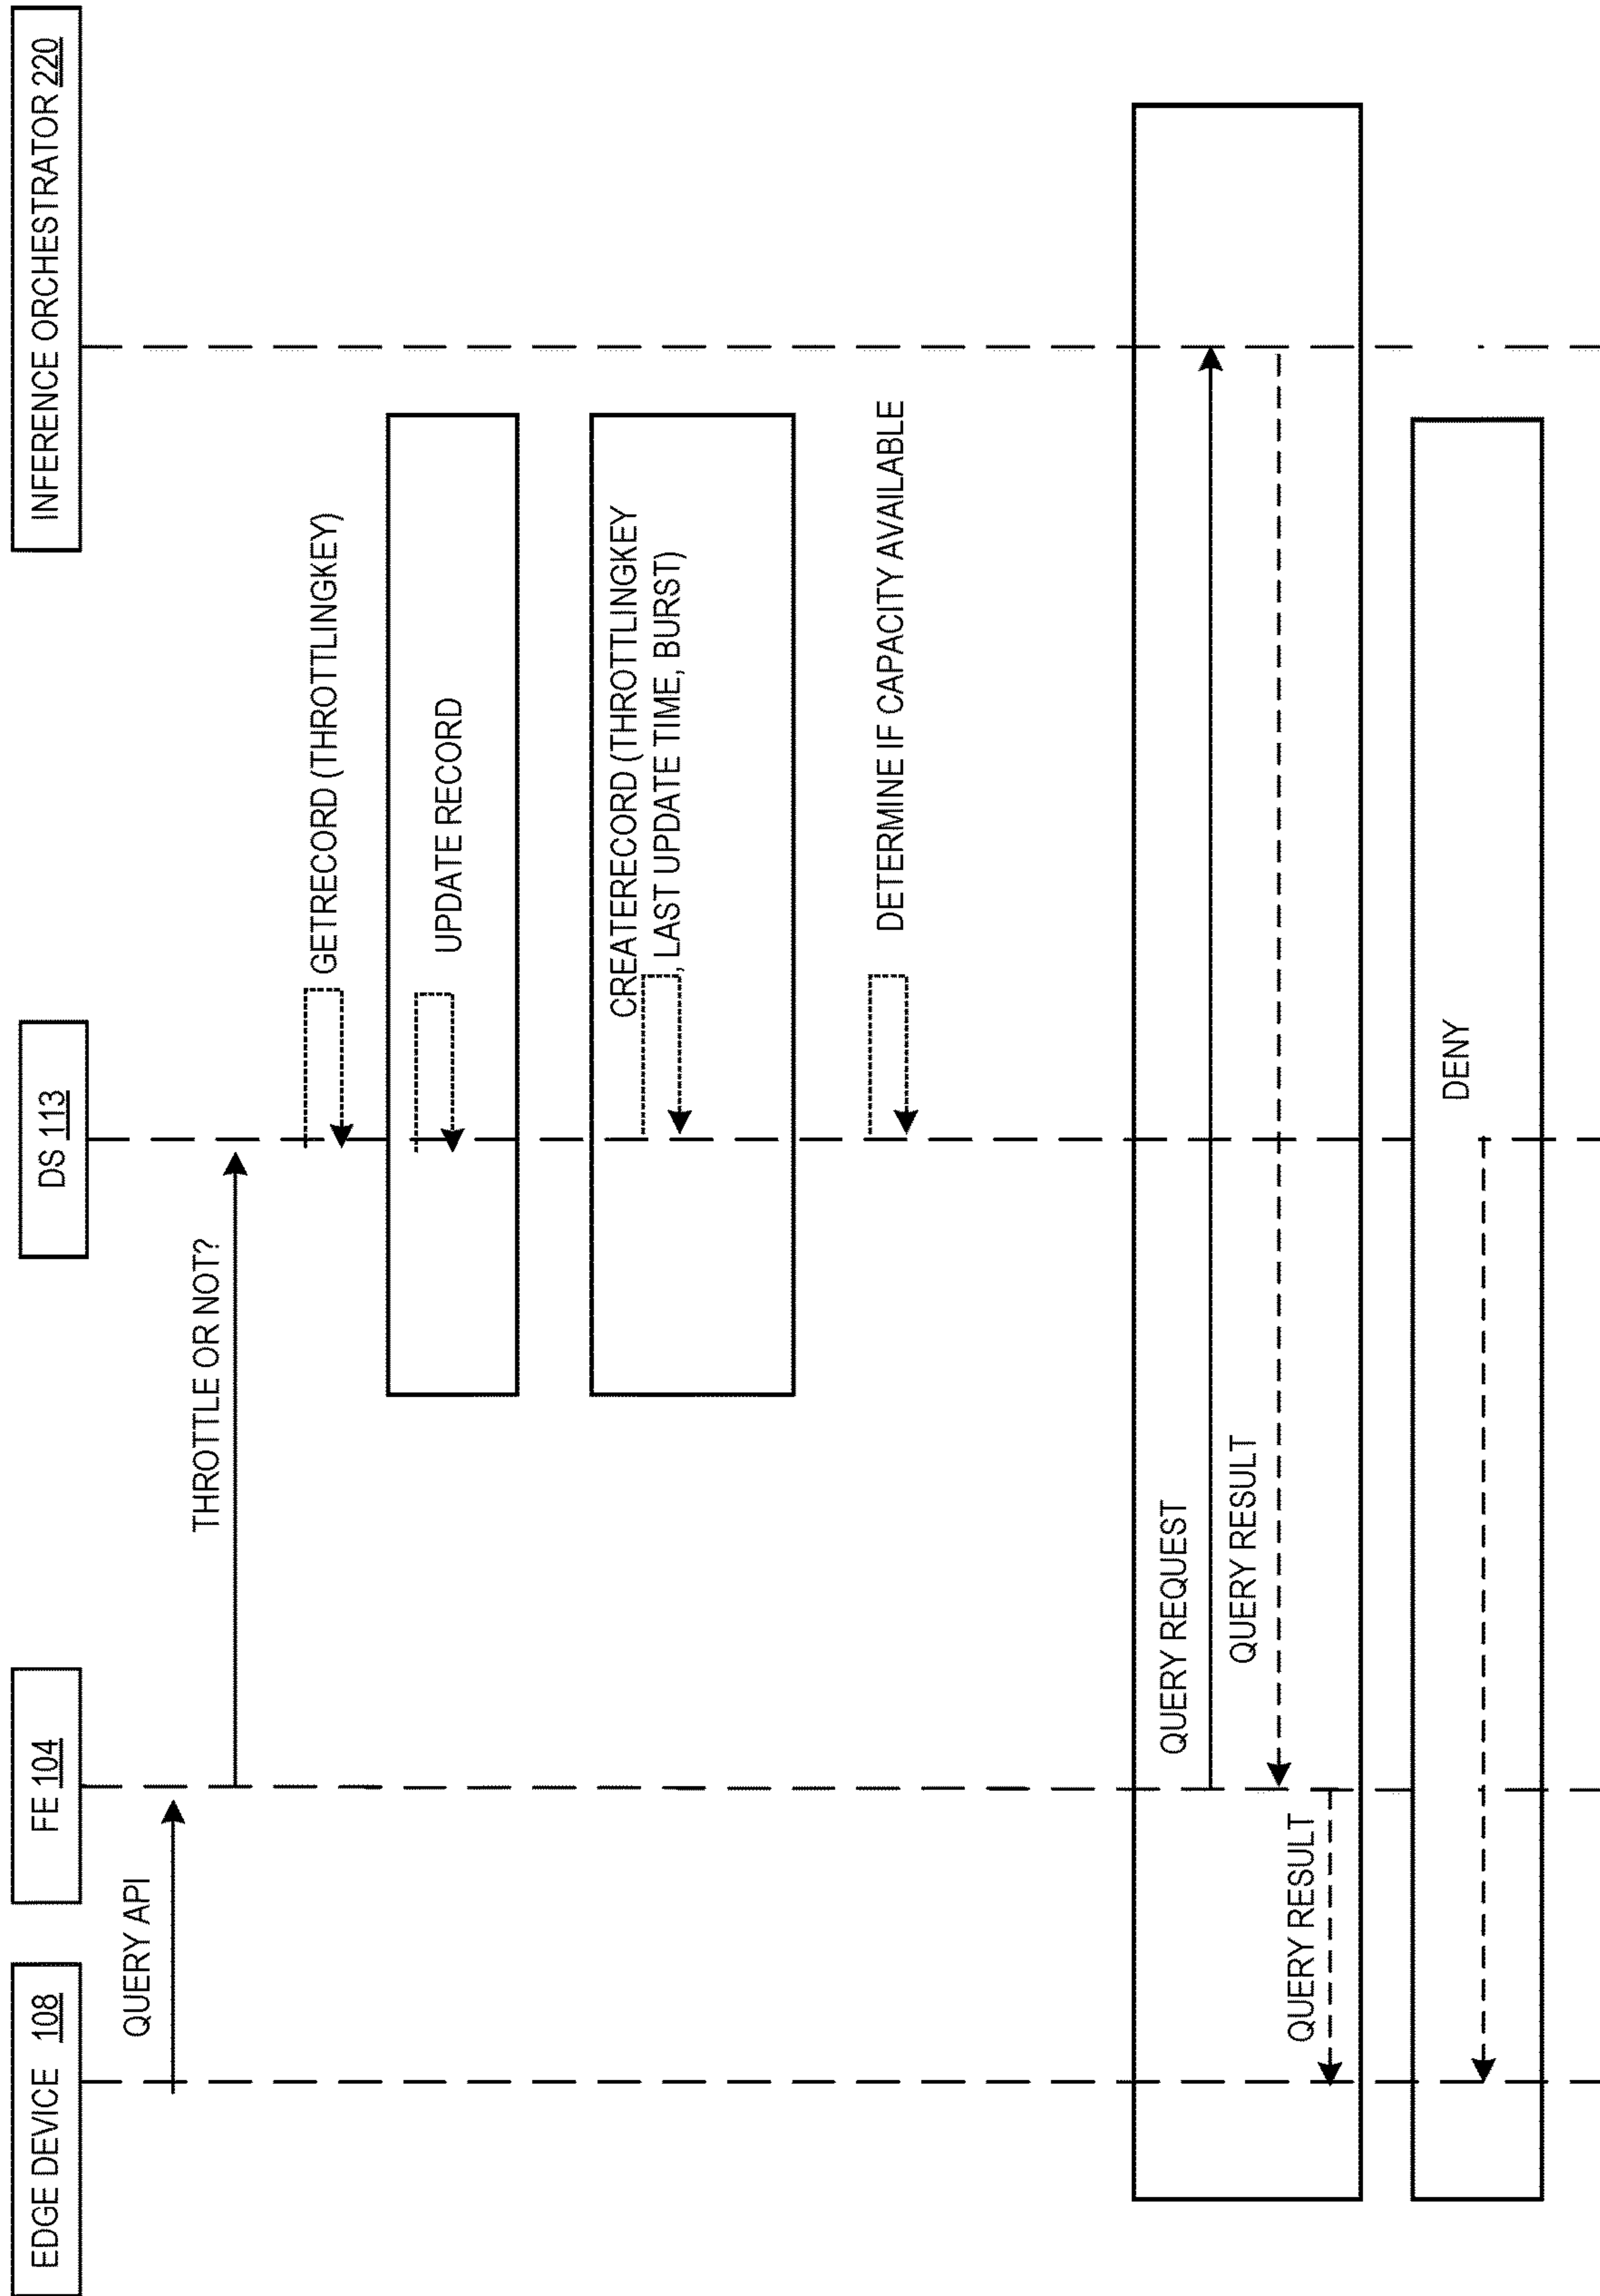 EDGE DEVICE 108
FE 104
DS 113
INFERENCE ORCHESTRATOR 220
QUERY API
THROTTLE OR NOT?
GETRECORD (THROTTLINGKEY)
UPDATE RECORD
CREATERECORD (THROTTLINGKEY
, LAST UPDATE TIME, BURST)
DETERMINE IF CAPACITY AVAILABLE
QUERY REQUEST
QUERY RESULT
QUERY RESULT
DENY